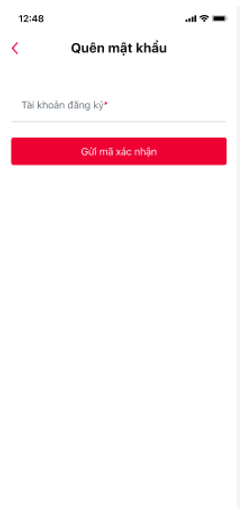 12:48
Quên mật khẩu
Tài khoản đăng ký*
Gửi mã xác nhận